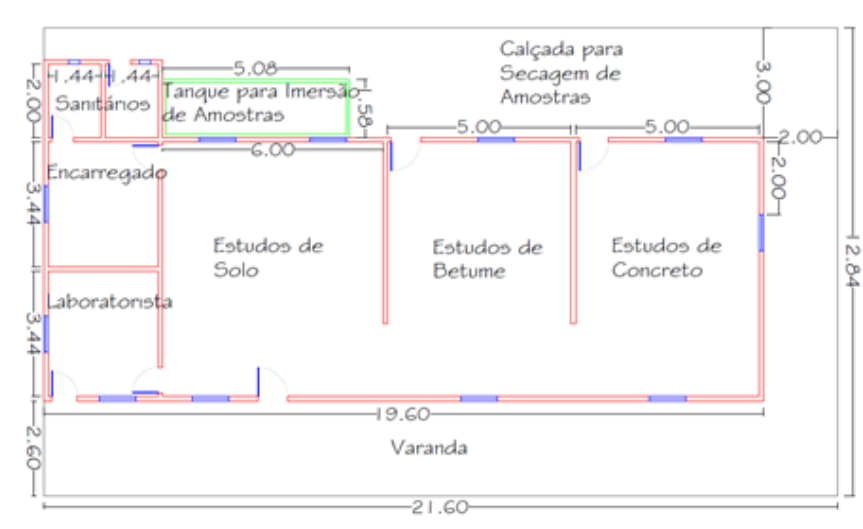 Calçada para
Secagem de
Amostras
3.00
5.08
1.44
1.44
2.00
Sanitários
Tanque para Imersão
de Amostras
.58
5.00
5.00
2.00
6.00
2.00
Encarregado
3.44
Estudos de
Solo
Estudos de
Betume
Estudos de
Concreto
12.84
Laboratorista
3.44
19.60
2.60
Varanda
21.60